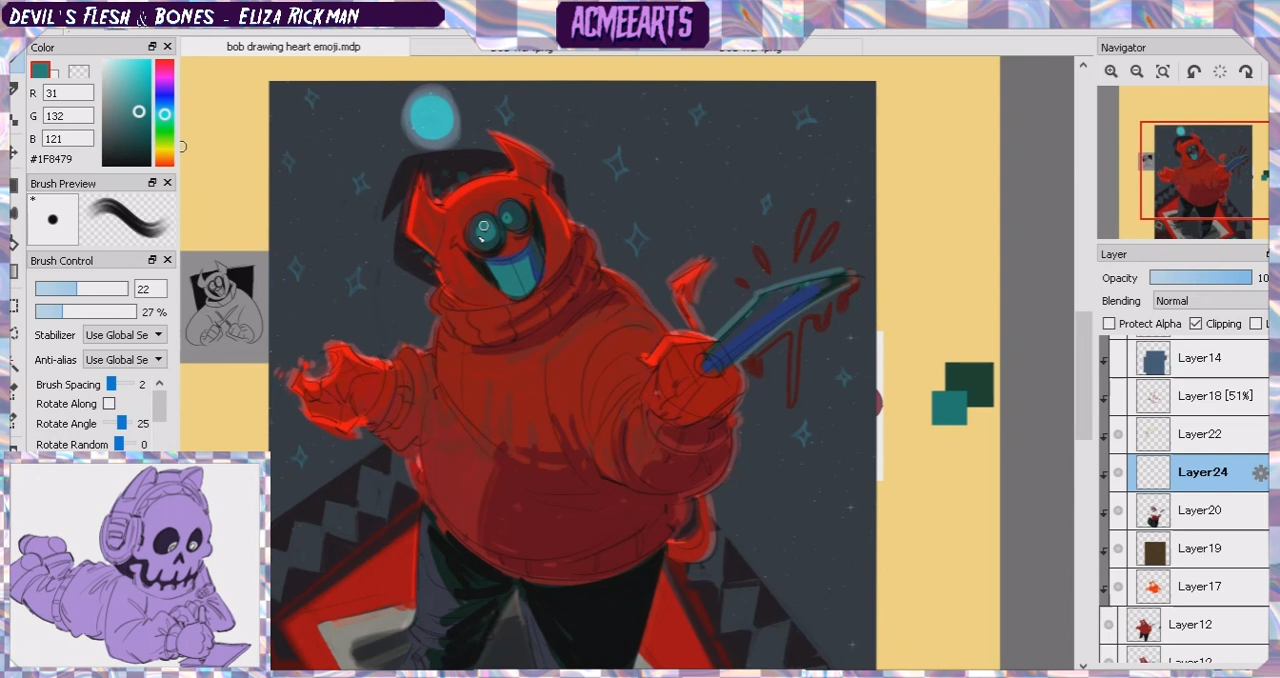 Devil's Flesh & Bones - Eliza Rickman
ACMEEARTS
Color
bob drawing heart emoji.mdp
Navigator
R 31
G 132
B 121
#1F8479
Brush Preview
*
Brush Control
22
27 %
Stabilizer Use Global Se
Anti-alias Use Global Se
Brush Spacing 2
Rotate Along
Rotate Angle 25
Rotate Random 0
Layer
Opacity 10
Blending Normal
Protect Alpha Clipping L
Layer14
Layer18 [51%]
Layer22
Layer24
Layer20
Layer19
Layer17
Layer12
Layer13